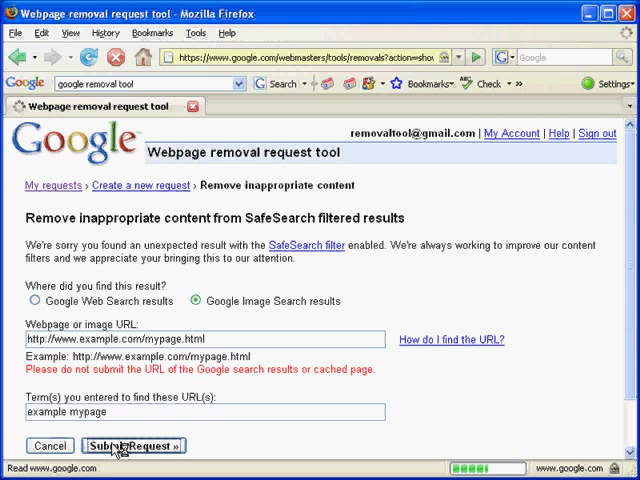 Webpage removal request tool - Mozilla Firefox
File Edit View History Bookmarks Tools Help
https://www.google.com/webmasters/tools/removals?action=sho
G Google
Google google removal tool G Search Bookmarks Check » Settings
Webpage removal request tool
Google
removaltool@gmail.com | My Account | Help | Sign out
Webpage removal request tool
My requests › Create a new request › Remove inappropriate content
Remove inappropriate content from SafeSearch filtered results
We're sorry you found an unexpected result with the SafeSearch filter enabled. We're always working to improve our content
filters and we appreciate your bringing this to our attention.
Where did you find this result?
Google Web Search results Google Image Search results
Webpage or image URL:
http://www.example.com/mypage.html How do I find the URL?
Example: http://www.example.com/mypage.html
Please do not submit the URL of the Google search results or cached page.
Term(s) you entered to find these URL(s):
example mypage
Cancel Submit Request »
Read www.google.com www.google.com